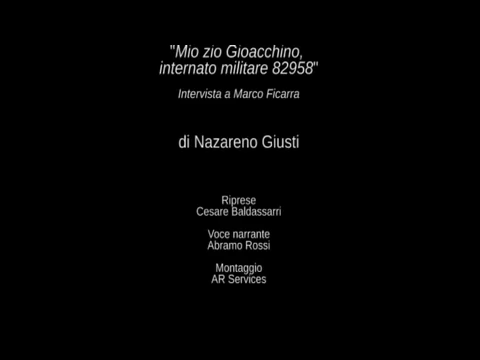 "Mio zio Gioacchino,
internato militare 82958"
Intervista a Marco Ficarra
di Nazareno Giusti
Riprese
Cesare Baldassarri
Voce narrante
Abramo Rossi
Montaggio
AR Services